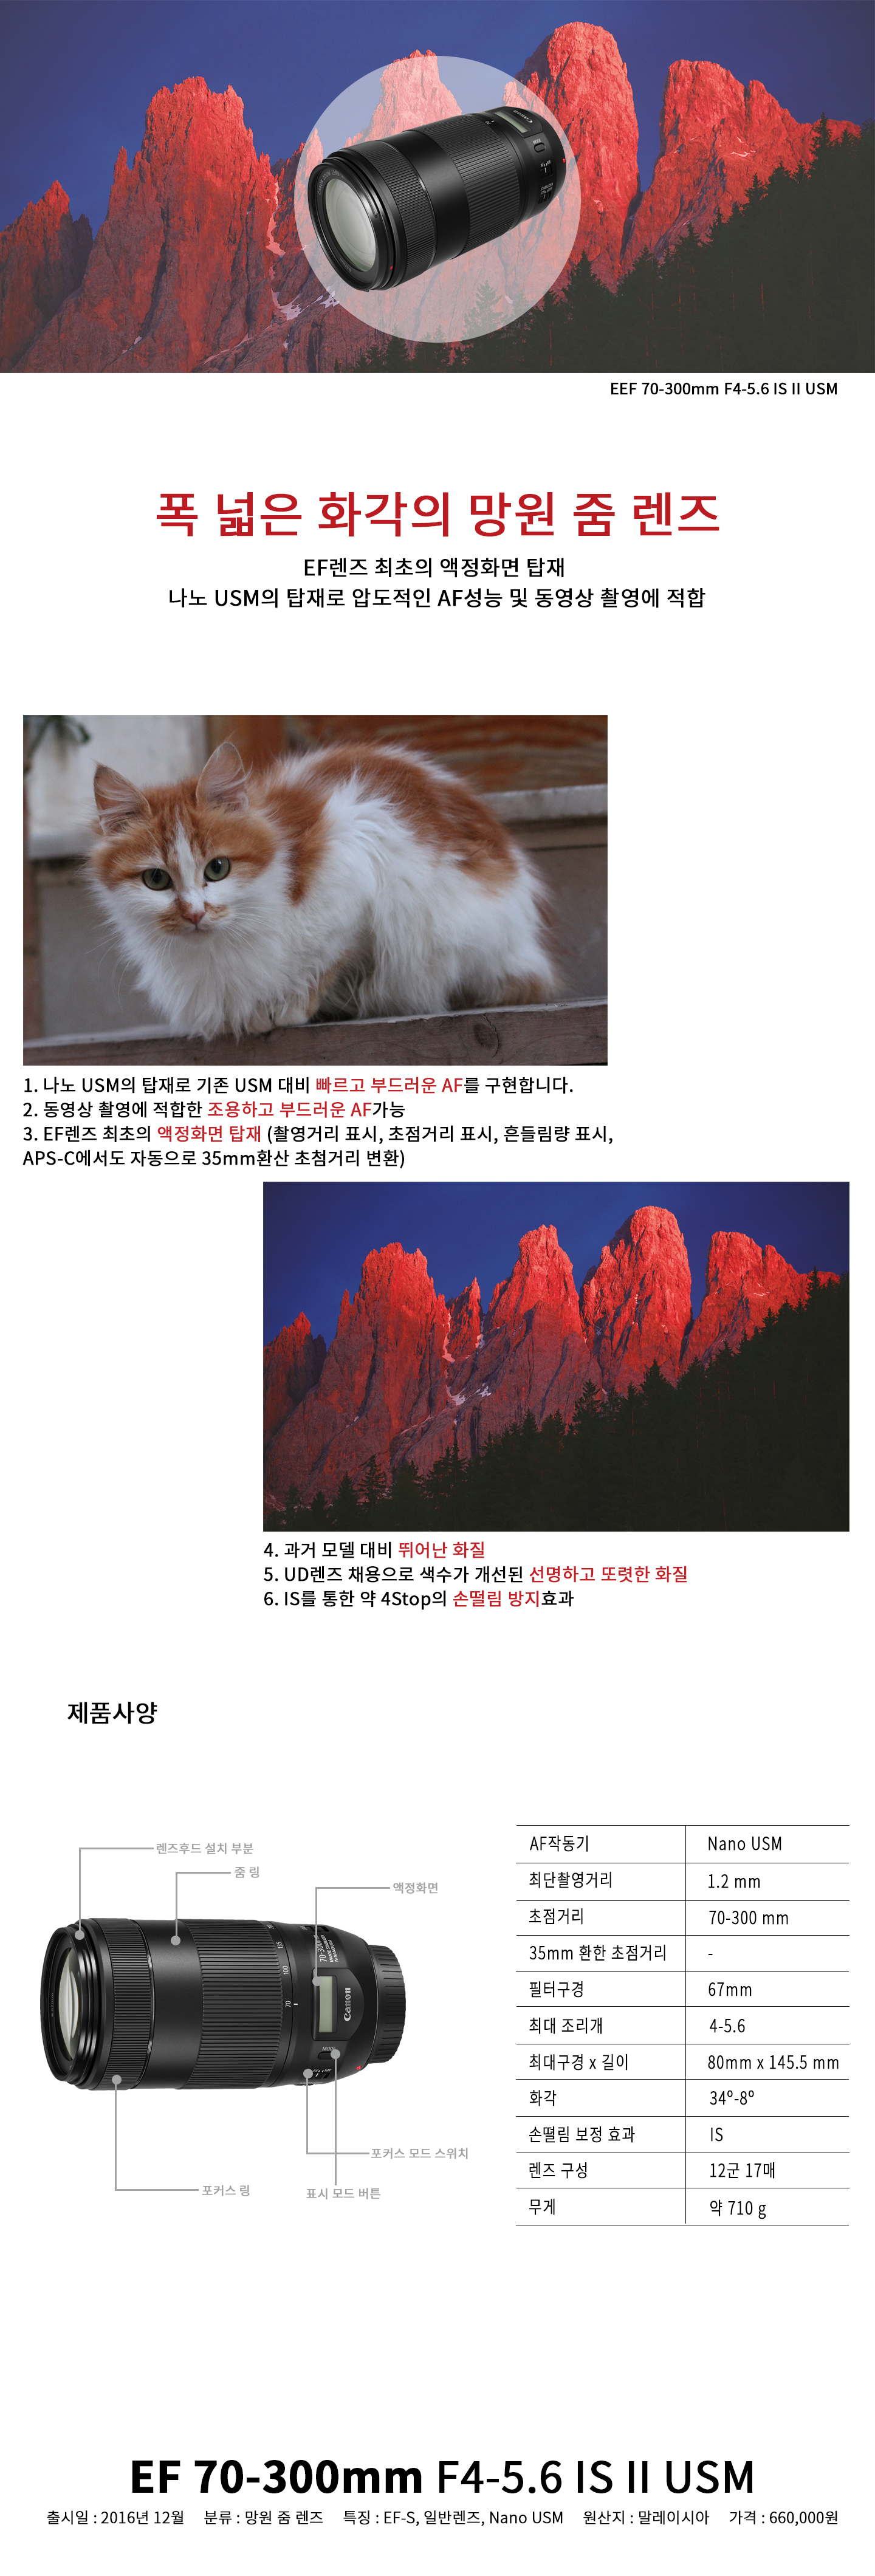 EEF 70-300mm F4-5.6 IS II USM
폭 넓은 화각의 망원 줌 렌즈
EF렌즈 최초의 액정화면 탑재
나노 USM의 탑재로 압도적인 AF성능 및 동영상 촬영에 적합
1. 나노 USM의 탑재로 기존 USM 대비 빠르고 부드러운 AF를 구현합니다.
2. 동영상 촬영에 적합한 조용하고 부드러운 AF가능
3. EF렌즈 최초의 액정화면 탑재 (촬영거리 표시, 초점거리 표시, 흔들림량 표시,
APS-C에서도 자동으로 35mm환산 초첨거리 변환)
4. 과거 모델 대비 뛰어난 화질
5. UD렌즈 채용으로 색수가 개선된 선명하고 또렷한 화질
6. IS를 통한 약 4Stop의 손떨림 방지효과
제품사양
렌즈후드 설치 부분
줌 링
액정화면
70-300
100
70
Canon
MODE
포커스 모드 스위치
포커스 링
표시 모드 버튼
AF작동기 Nano USM
최단촬영거리 1.2 mm
초점거리 70-300 mm
35mm 환한 초점거리 -
필터구경 67mm
최대 조리개 4-5.6
최대구경 x 길이 80mm x 145.5 mm
화각 34º-8º
손떨림 보정 효과 IS
렌즈 구성 12군 17매
무게 약 710 g
EF 70-300mm F4-5.6 IS II USM
출시일 : 2016년 12월 분류 : 망원 줌 렌즈 특징 : EF-S, 일반렌즈, Nano USM 원산지 : 말레이시아 가격 : 660,000원